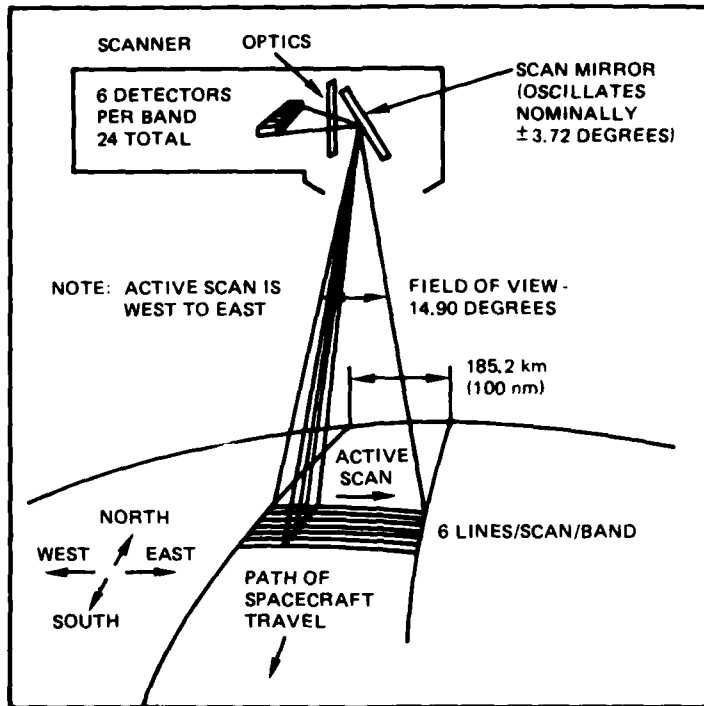 SCANNER
OPTICS
6 DETECTORS
PER BAND
24 TOTAL
SCAN MIRROR
(OSCILLATES
NOMINALLY
±3.72 DEGREES)
NOTE: ACTIVE SCAN IS
WEST TO EAST
FIELD OF VIEW -
14.90 DEGREES
185.2 km
(100 nm)
ACTIVE
SCAN
NORTH
WEST EAST
SOUTH
6 LINES/SCAN/BAND
PATH OF
SPACECRAFT
TRAVEL